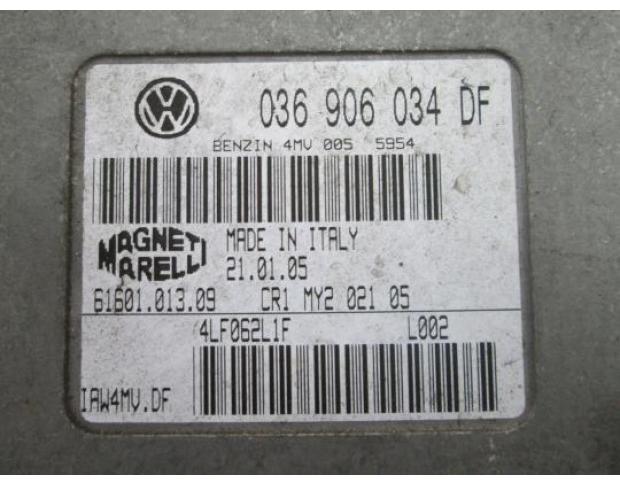 036 906 034 DF
BENZIN 4MV 005 5954
MAGNETI
MARELLI
MADE IN ITALY
21.01.05
61601.013.09 CR1 MY2 021 05
4LF062L1F L002
IAW4MV.DF